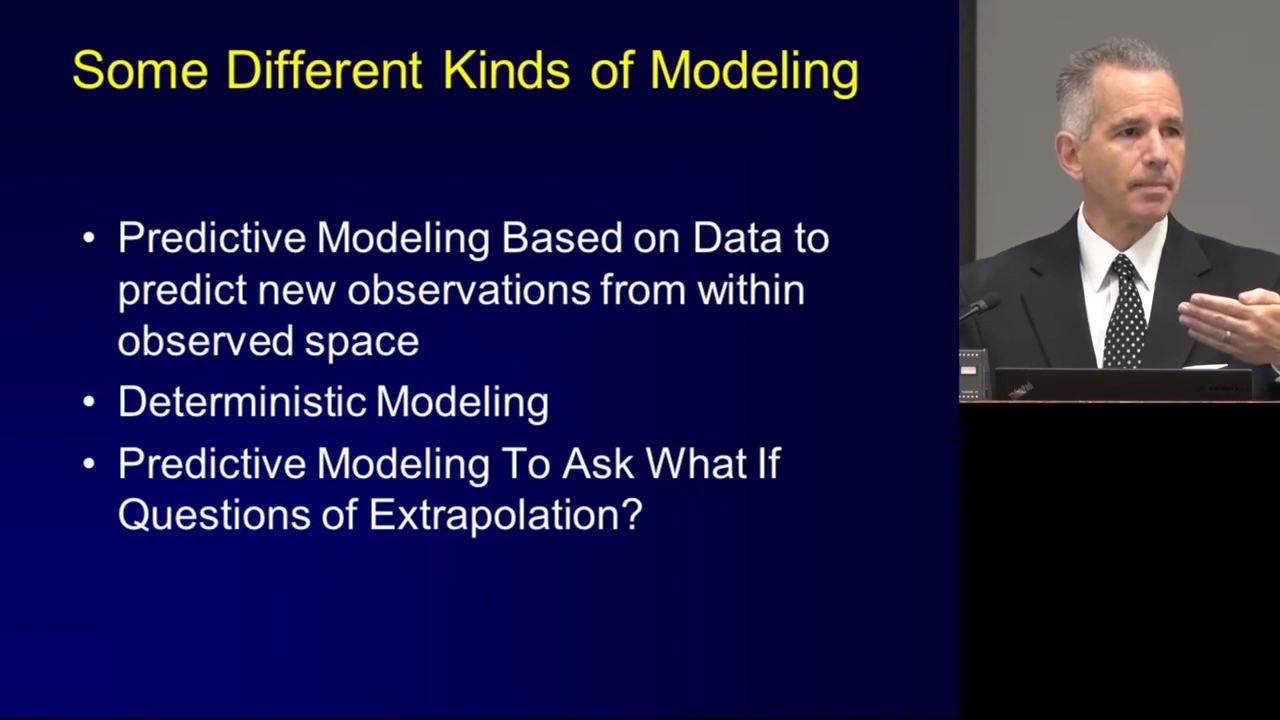 Some Different Kinds of Modeling
• Predictive Modeling Based on Data to
predict new observations from within
observed space
• Deterministic Modeling
• Predictive Modeling To Ask What If
Questions of Extrapolation?